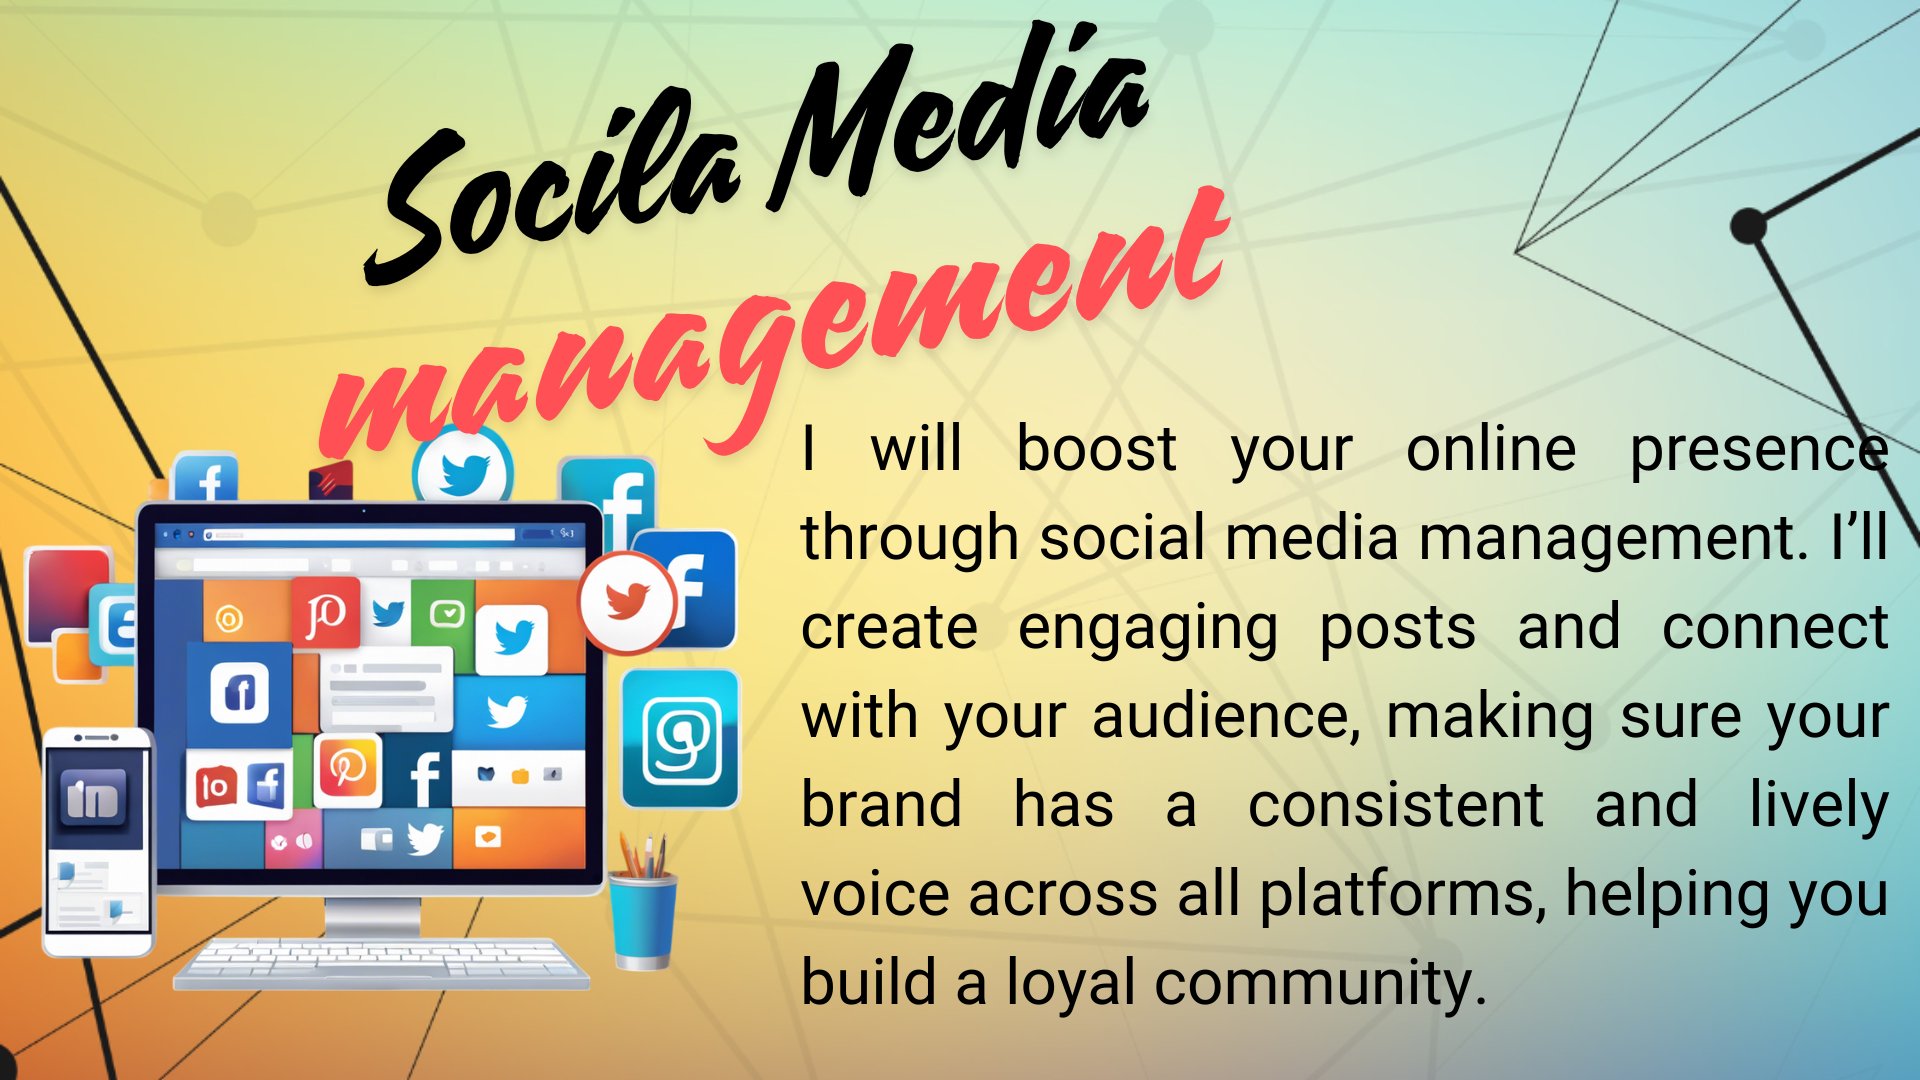 Socila Media
management
I will boost your online presence
through social media management. I’ll
create engaging posts and connect
with your audience, making sure your
brand has a consistent and lively
voice across all platforms, helping you
build a loyal community.
in